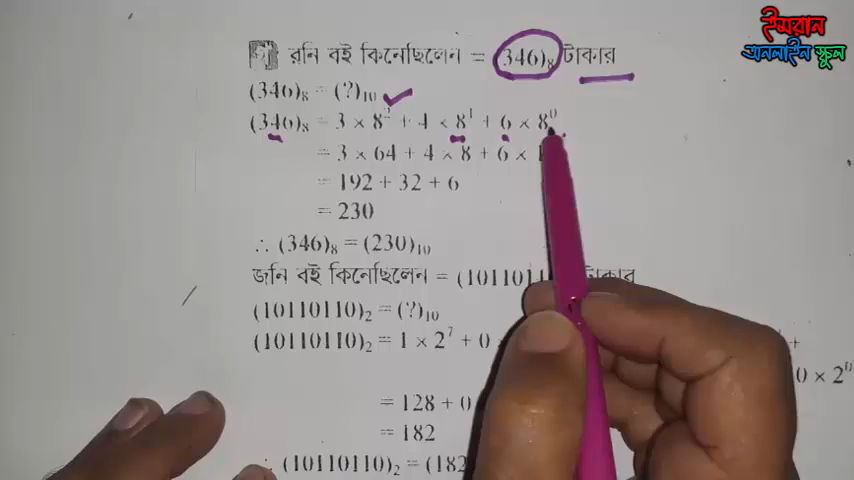 ইমরান
অনলাইন স্কুল
রনি বই কিনেছিলেন = (346)₈ টাকার
(346)₈ = (?)₁₀
(346)₈ = 3 × 8² + 4 × 8¹ + 6 × 8⁰
= 3 × 64 + 4 × 8 + 6 ×
= 192 + 32 + 6
= 230
∴ (346)₈ = (230)₁₀
জনি বই কিনেছিলেন = (101101 টাকার
(10110110)₂ = (?)₁₀
(10110110)₂ = 1 × 2⁷ + 0 +
0 × 2⁰
= 128 + 0
= 182
∴ (10110110)₂ = (182